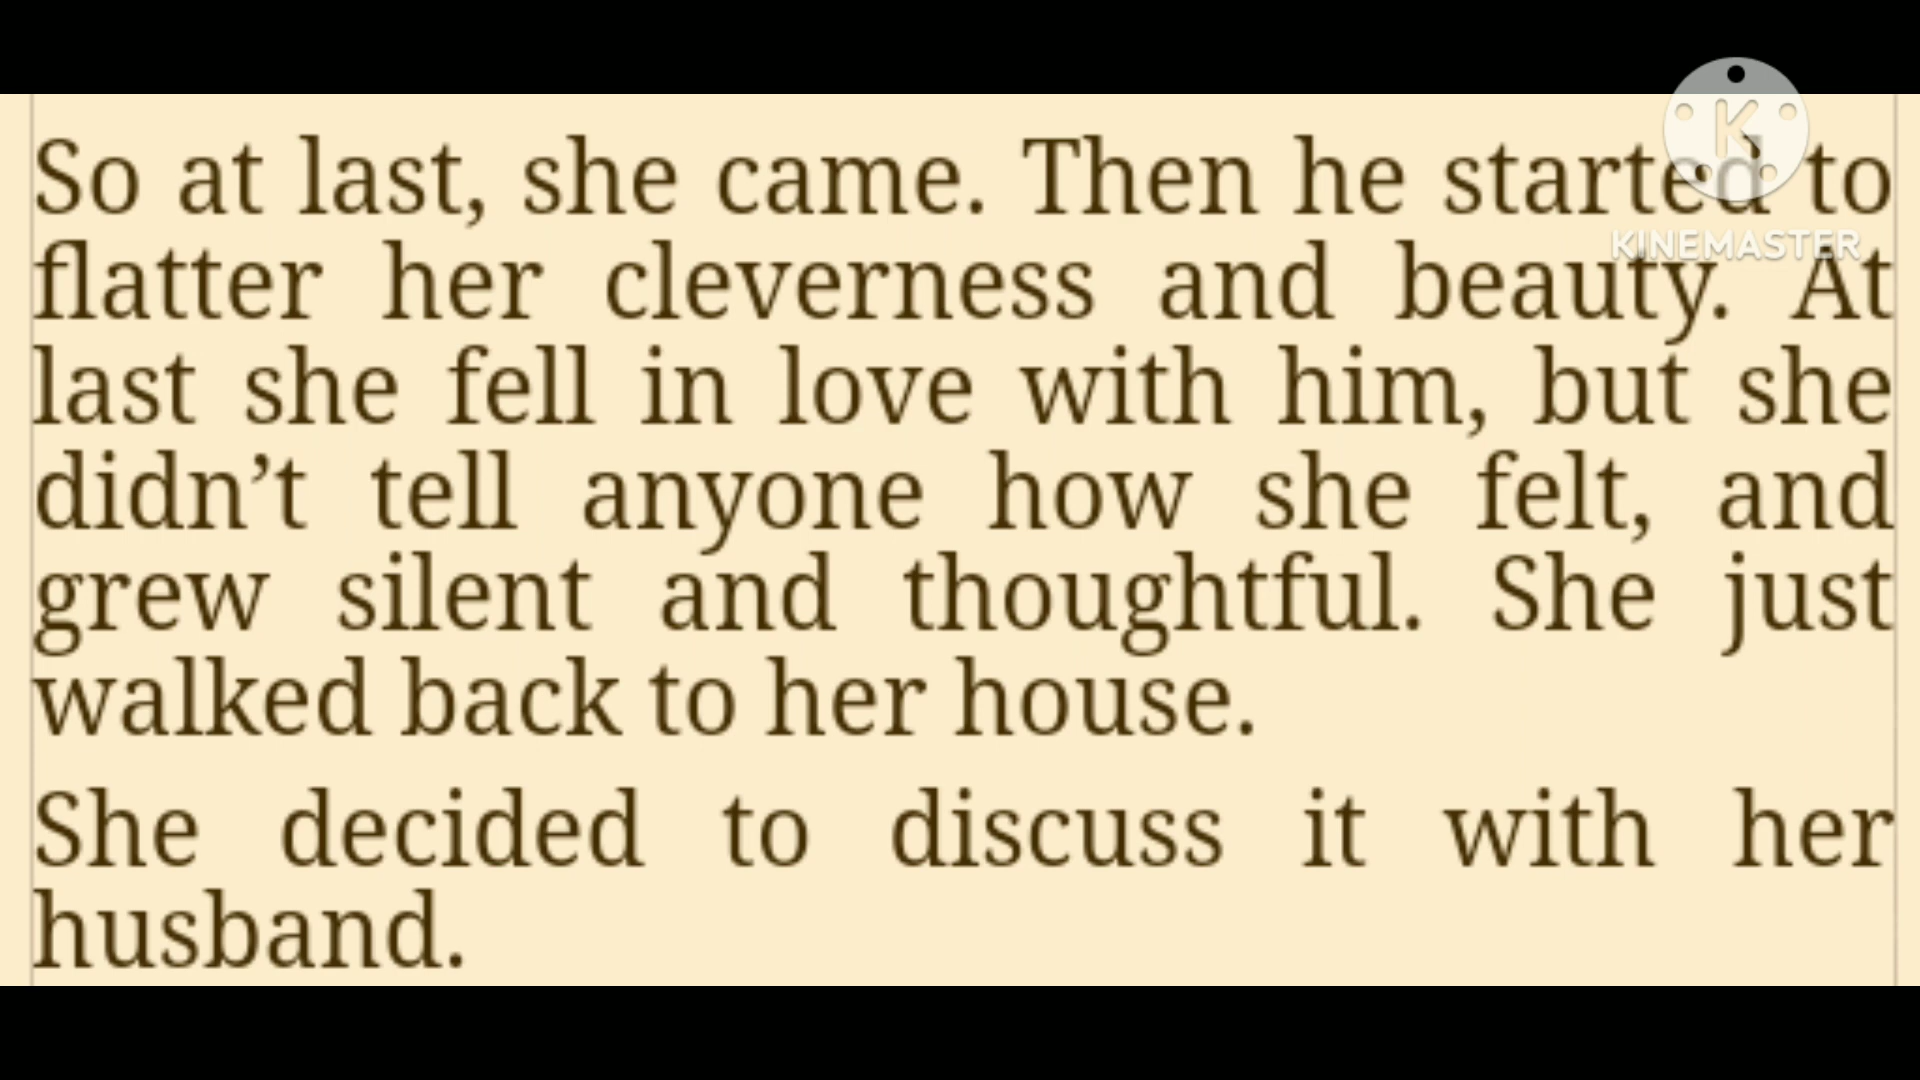 So at last, she came. Then he started to
flatter her cleverness and beauty. At
last she fell in love with him, but she
didn’t tell anyone how she felt, and
grew silent and thoughtful. She just
walked back to her house.
She decided to discuss it with her
husband.
K
KINEMASTER